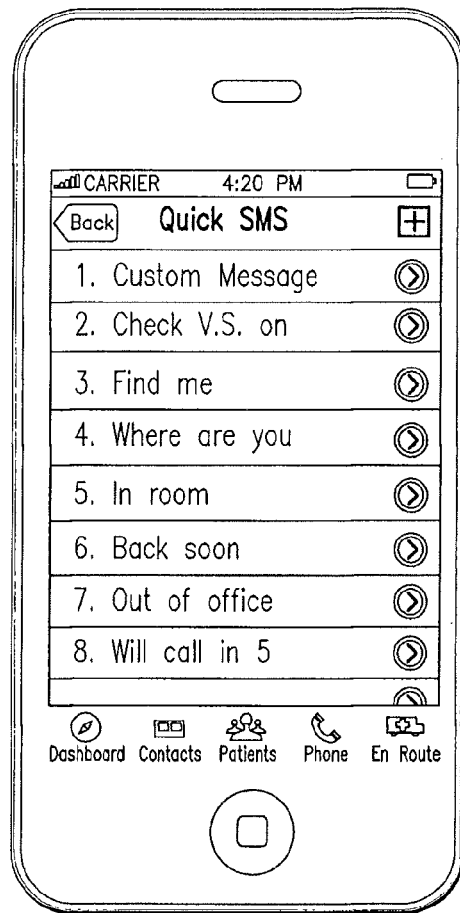 CARRIER 4:20 PM
Back Quick SMS
1. Custom Message
2. Check V.S. on
3. Find me
4. Where are you
5. In room
6. Back soon
7. Out of office
8. Will call in 5
Dashboard Contacts Patients Phone En Route